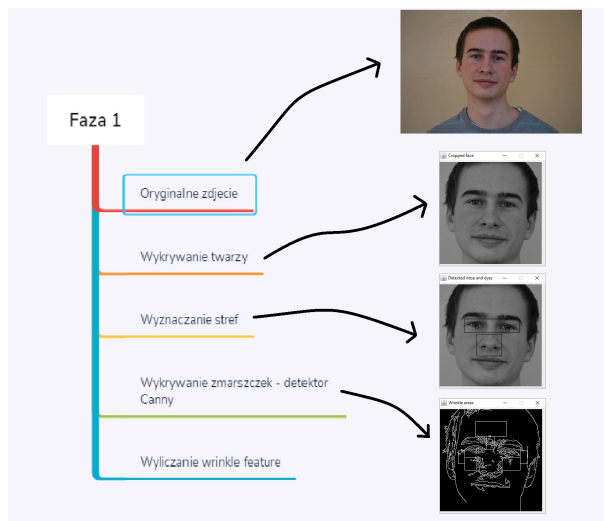 Faza 1
Oryginalne zdjecie
Wykrywanie twarzy
Wyznaczanie stref
Wykrywanie zmarszczek - detektor
Canny
Wyliczanie wrinkle feature
Cropped face
Detected nose and eyes
Wrinkle areas